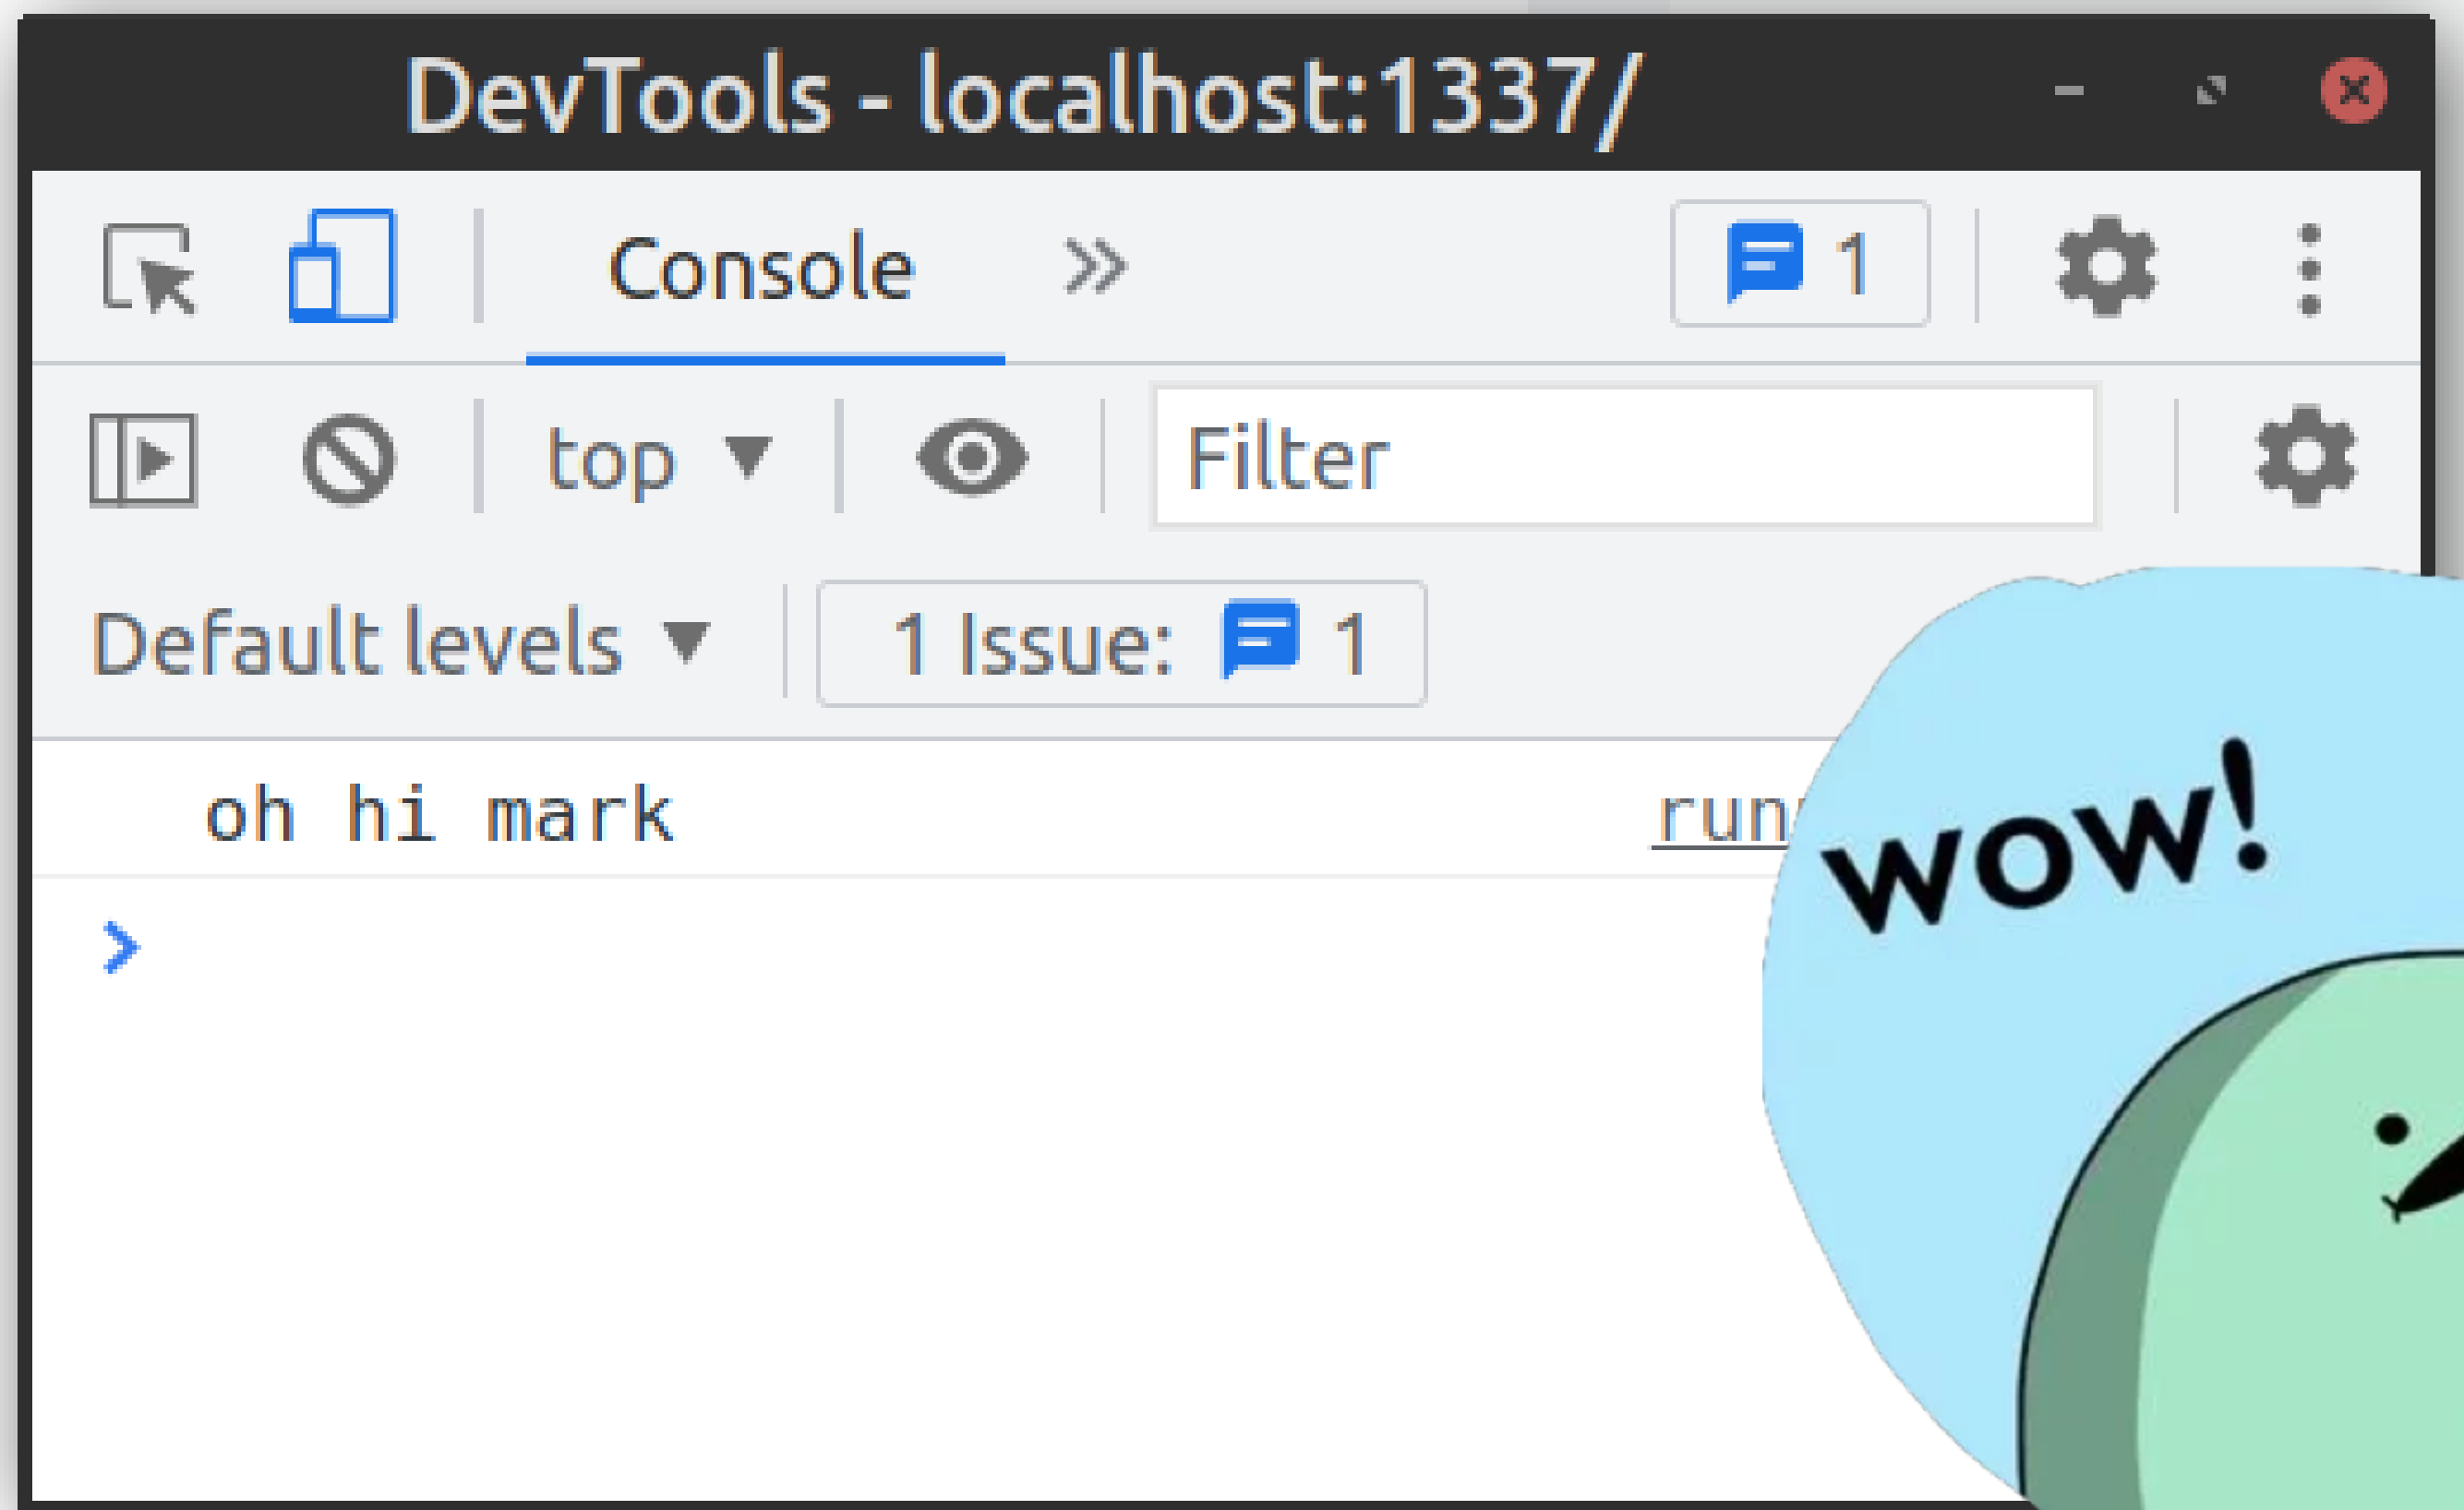 DevTools - localhost:1337/
Console 1
top Filter
Default levels 1 Issue: 1
oh hi mark
wow!